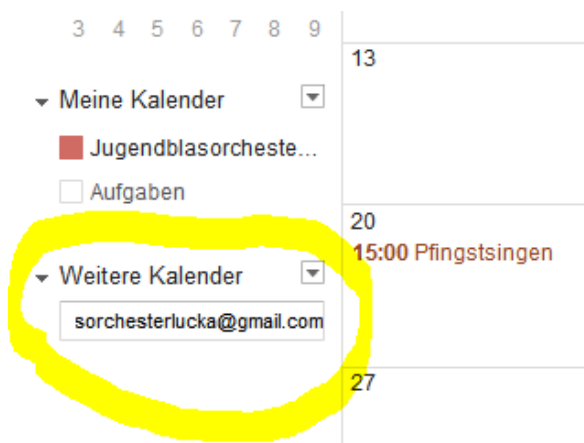 3 4 5 6 7 8 9
13
Meine Kalender
Jugendblasorcheste...
Aufgaben
20
15:00 Pfingstsingen
Weitere Kalender
sorchesterlucka@gmail.com
27